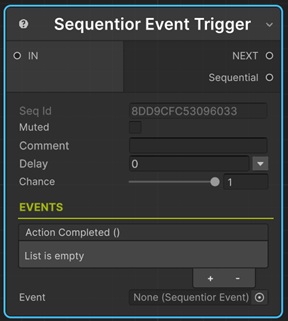 Sequentior Event Trigger
IN
NEXT
Sequential
Seq Id 8DD9CFC53096033
Muted
Comment
Delay 0
Chance 1
EVENTS
Action Completed ()
List is empty
+ -
Event None (Sequentior Event)